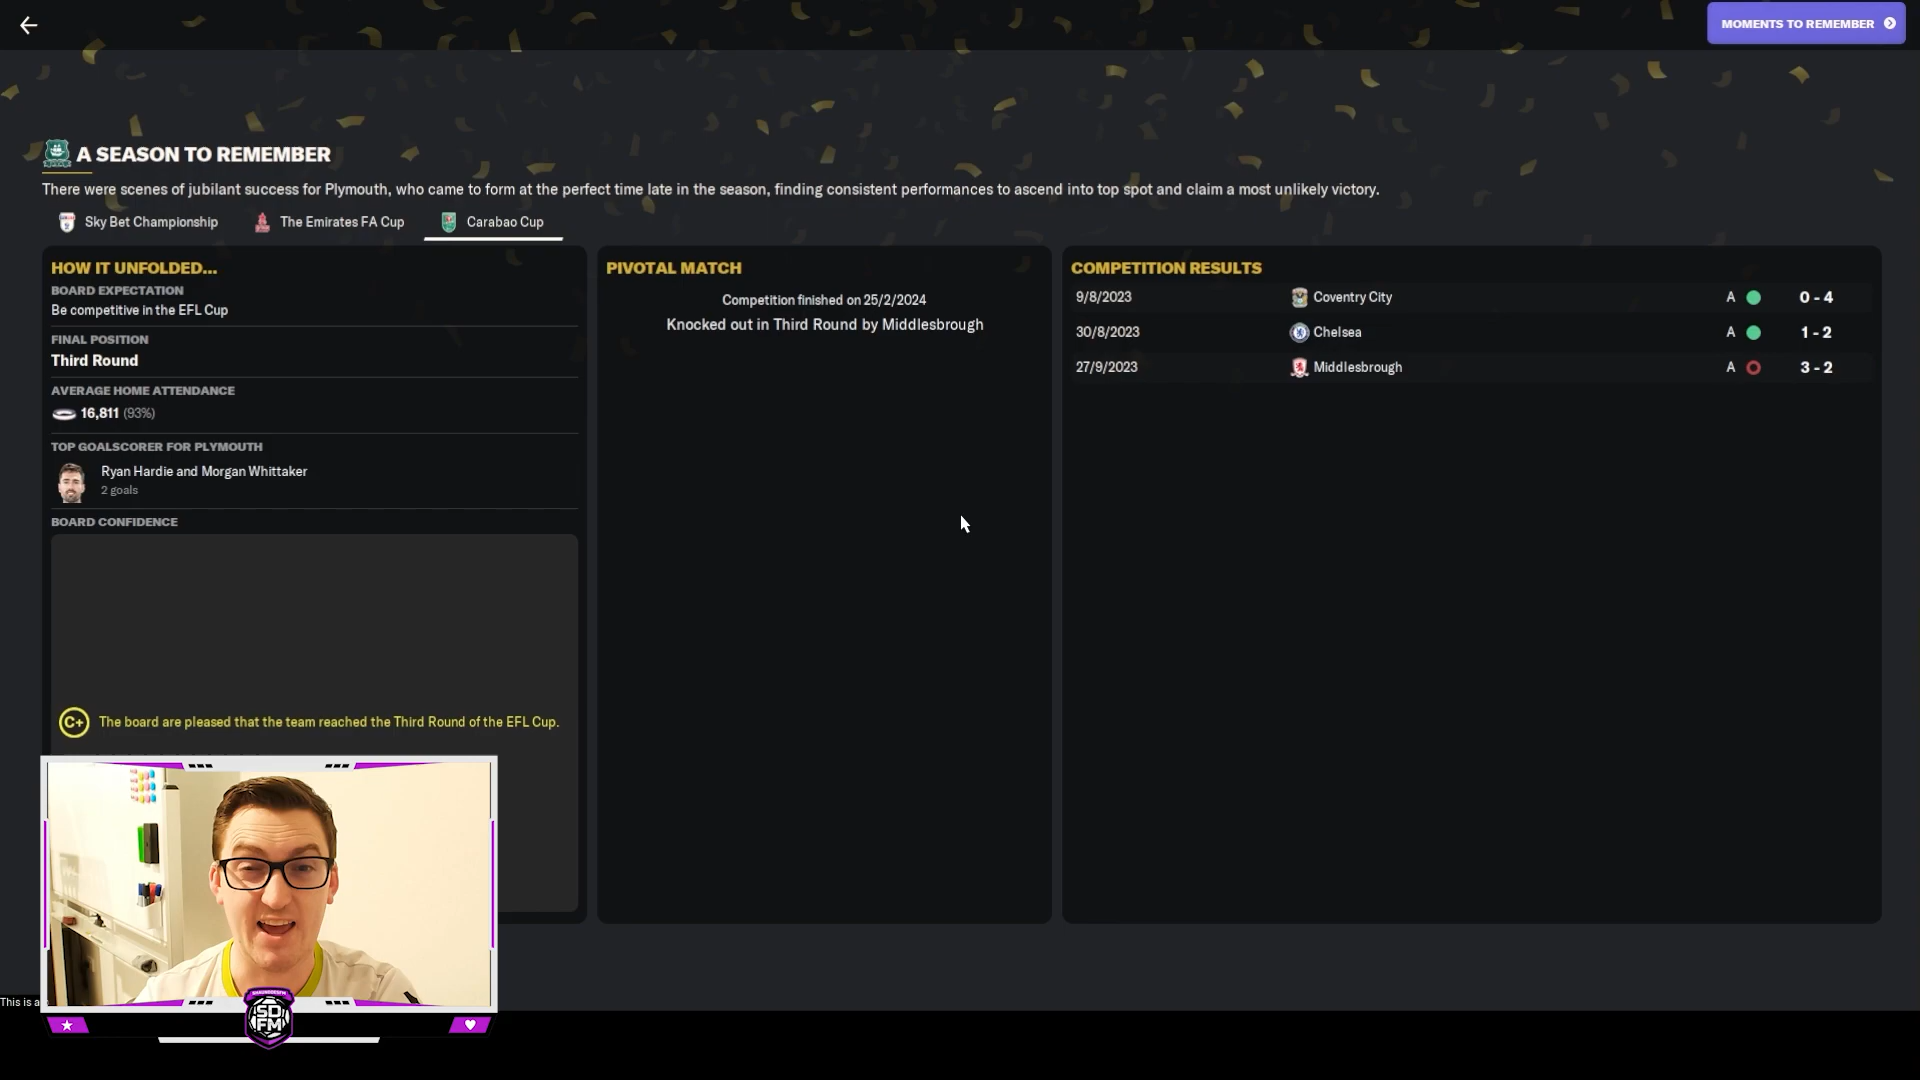 MOMENTS TO REMEMBER
A SEASON TO REMEMBER
There were scenes of jubilant success for Plymouth, who came to form at the perfect time late in the season, finding consistent performances to ascend into top spot and claim a most unlikely victory.
Sky Bet Championship The Emirates FA Cup Carabao Cup
HOW IT UNFOLDED...
BOARD EXPECTATION
Be competitive in the EFL Cup
FINAL POSITION
Third Round
AVERAGE HOME ATTENDANCE
16,811 (93%)
TOP GOALSCORER FOR PLYMOUTH
Ryan Hardie and Morgan Whittaker
2 goals
BOARD CONFIDENCE
C+ The board are pleased that the team reached the Third Round of the EFL Cup.
PIVOTAL MATCH
Competition finished on 25/2/2024
Knocked out in Third Round by Middlesbrough
COMPETITION RESULTS
9/8/2023 Coventry City A 0 - 4
30/8/2023 Chelsea A 1 - 2
27/9/2023 Middlesbrough A 3 - 2
This is a
SD
FM